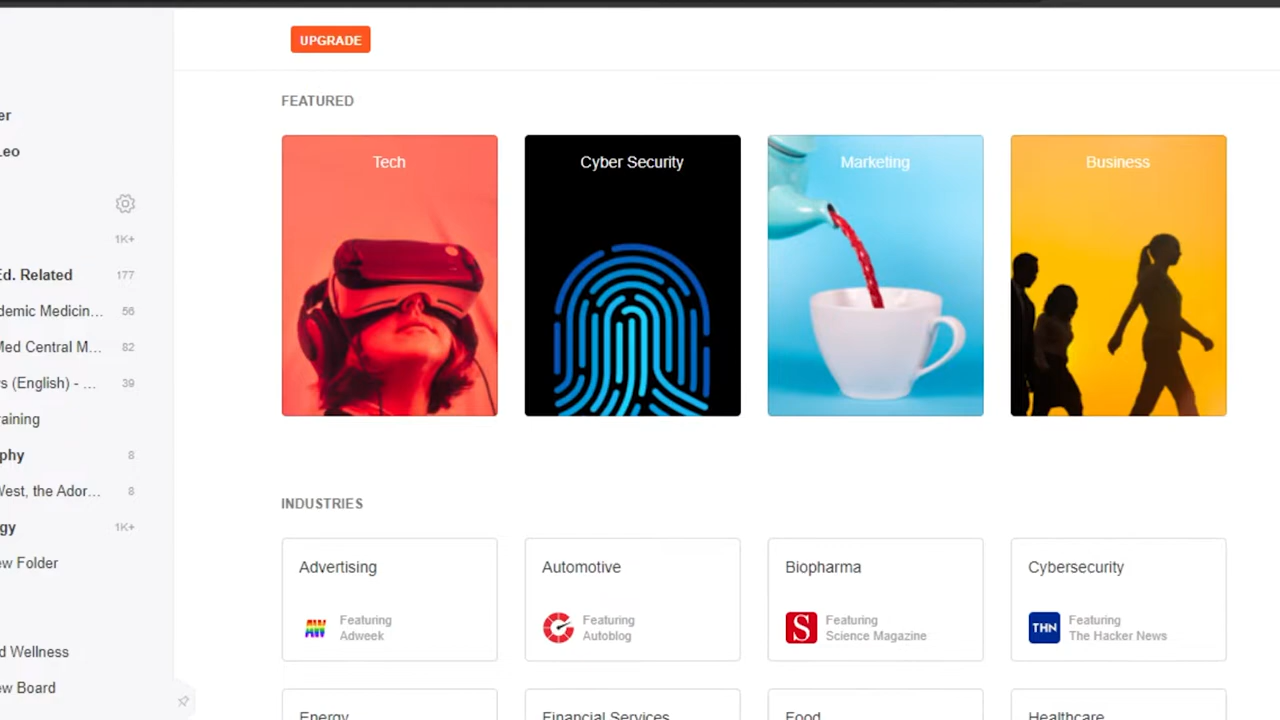 UPGRADE
FEATURED
Tech
Cyber Security
Marketing
Business
er
Leo
1K+
Ed. Related 177
demic Medicin... 56
Med Central M... 82
s (English) - ... 39
raining
phy 8
West, the Ador... 8
gy 1K+
ew Folder
d Wellness
ew Board
INDUSTRIES
Advertising
Featuring
AW Adweek
Automotive
Featuring
Autoblog
Biopharma
Featuring
S Science Magazine
Cybersecurity
Featuring
THN The Hacker News
Energy
Financial Services
Food
Healthcare